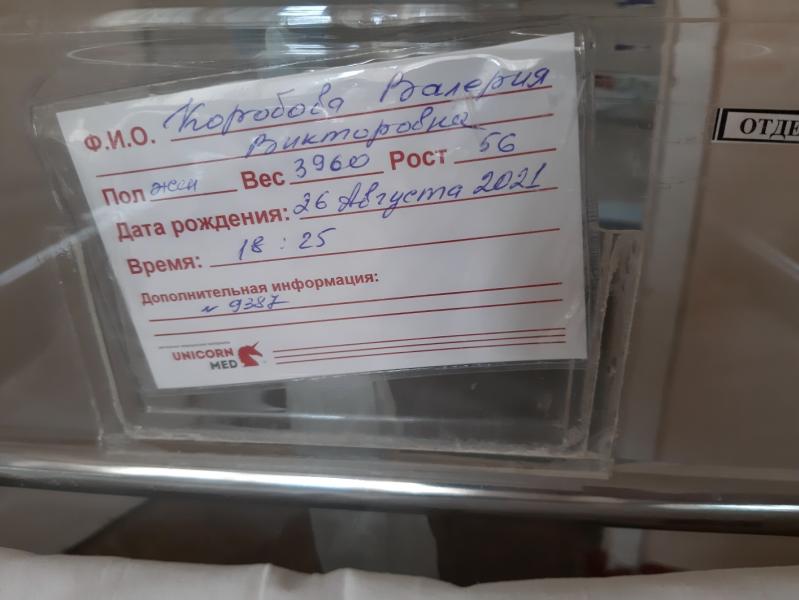 Ф.И.О. Коробова Валерия
Викторовна
Пол жен Вес 3960 Рост 56
Дата рождения: 26 Августа 2021
Время: 18 : 25
Дополнительная информация:
№ 9387
UNICORN
MED
ОТДЕ